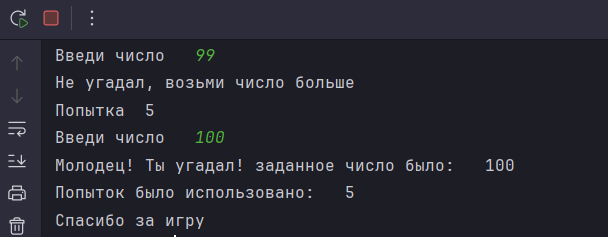 Введи число   99
Не угадал, возьми число больше
Попытка  5
Введи число   100
Молодец! Ты угадал! заданное число было:   100
Попыток было использовано:   5
Спасибо за игру